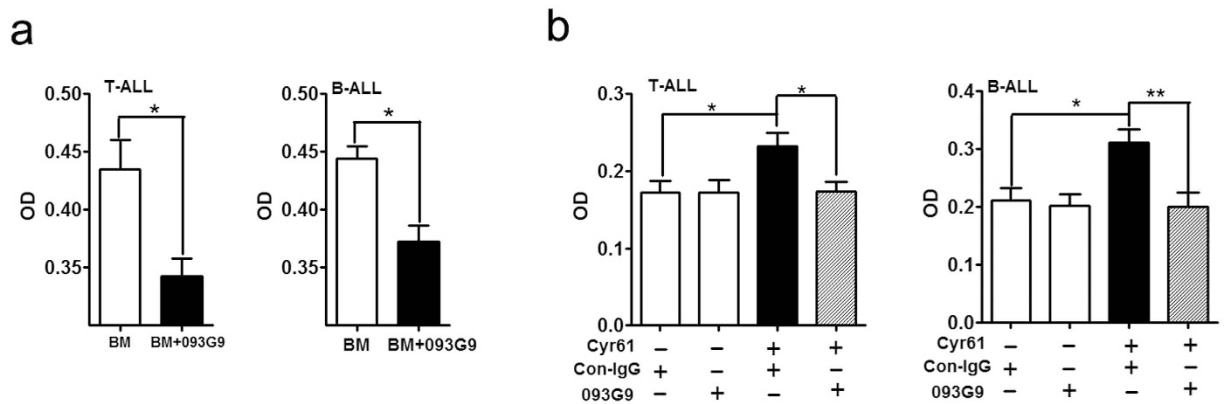 a
b
T-ALL
OD
0.50
0.45
0.40
0.35
*
BM
BM+093G9
B-ALL
OD
0.50
0.45
0.40
0.35
*
BM
BM+093G9
T-ALL
OD
0.3
0.2
0.1
0.0
*
*
Cyr61 − − + +
Con-IgG + − + −
093G9 − + − +
B-ALL
OD
0.4
0.3
0.2
0.1
0.0
*
**
Cyr61 − − + +
Con-IgG + − + −
093G9 − + − +